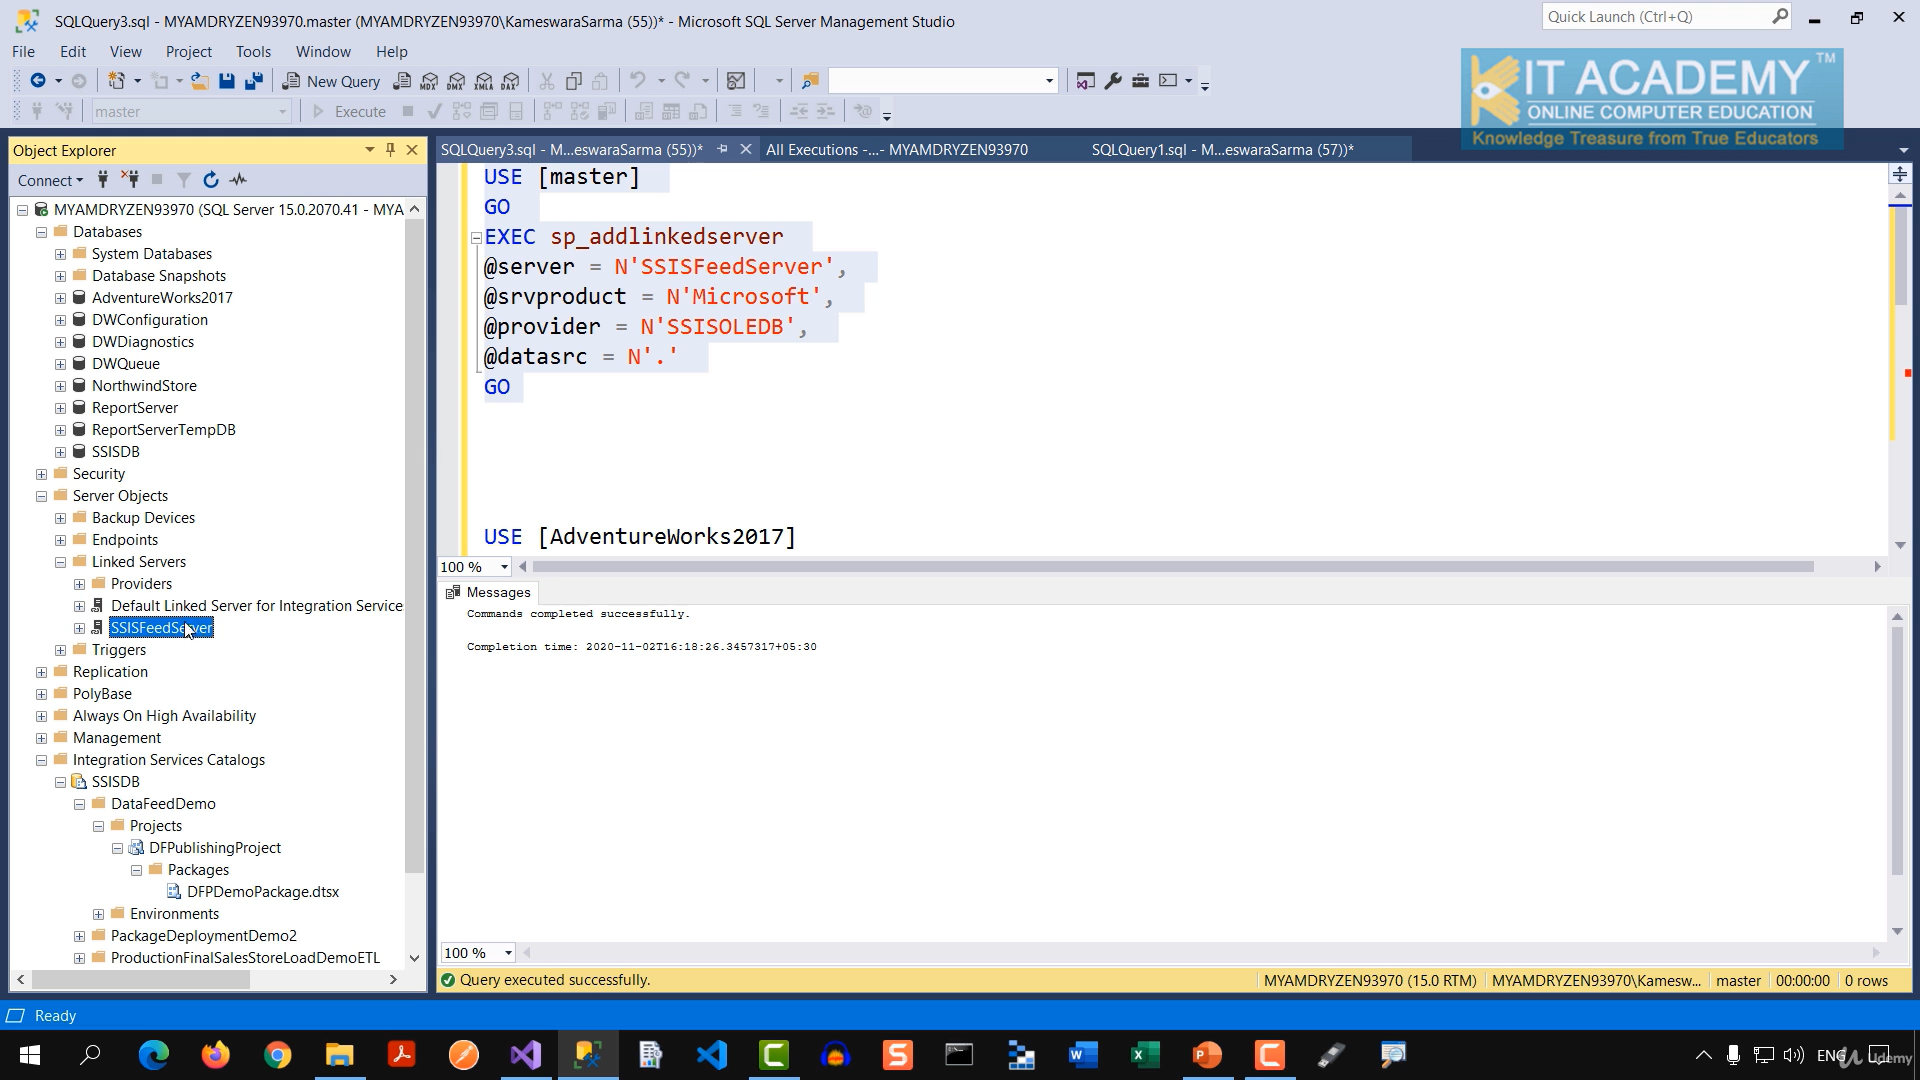 SQLQuery3.sql - MYAMDRYZEN93970.master (MYAMDRYZEN93970\KameswaraSarma (55))* - Microsoft SQL Server Management Studio
Quick Launch (Ctrl+Q)
File Edit View Project Tools Window Help
New Query
MDX DMX XMLA DAX
master
Execute
KIT ACADEMY TM
ONLINE COMPUTER EDUCATION
Knowledge Treasure from True Educators
Object Explorer
Connect
MYAMDRYZEN93970 (SQL Server 15.0.2070.41 - MYA
Databases
System Databases
Database Snapshots
AdventureWorks2017
DWConfiguration
DWDiagnostics
DWQueue
NorthwindStore
ReportServer
ReportServerTempDB
SSISDB
Security
Server Objects
Backup Devices
Endpoints
Linked Servers
Providers
Default Linked Server for Integration Service
SSISFeedServer
Triggers
Replication
PolyBase
Always On High Availability
Management
Integration Services Catalogs
SSISDB
DataFeedDemo
Projects
DFPublishingProject
Packages
DFPDemoPackage.dtsx
Environments
PackageDeploymentDemo2
ProductionFinalSalesStoreLoadDemoETL
SQLQuery3.sql - M...eswaraSarma (55))*
All Executions -...- MYAMDRYZEN93970
SQLQuery1.sql - M...eswaraSarma (57))*
USE [master]
GO
EXEC sp_addlinkedserver
@server = N'SSISFeedServer',
@srvproduct = N'Microsoft',
@provider = N'SSISOLEDB',
@datasrc = N'.'
GO
USE [AdventureWorks2017]
100 %
Messages
Commands completed successfully.
Completion time: 2020-11-02T16:18:26.3457317+05:30
100 %
Query executed successfully.
MYAMDRYZEN93970 (15.0 RTM)
MYAMDRYZEN93970\Kamesw...
master
00:00:00
0 rows
Ready
ENG
Udemy